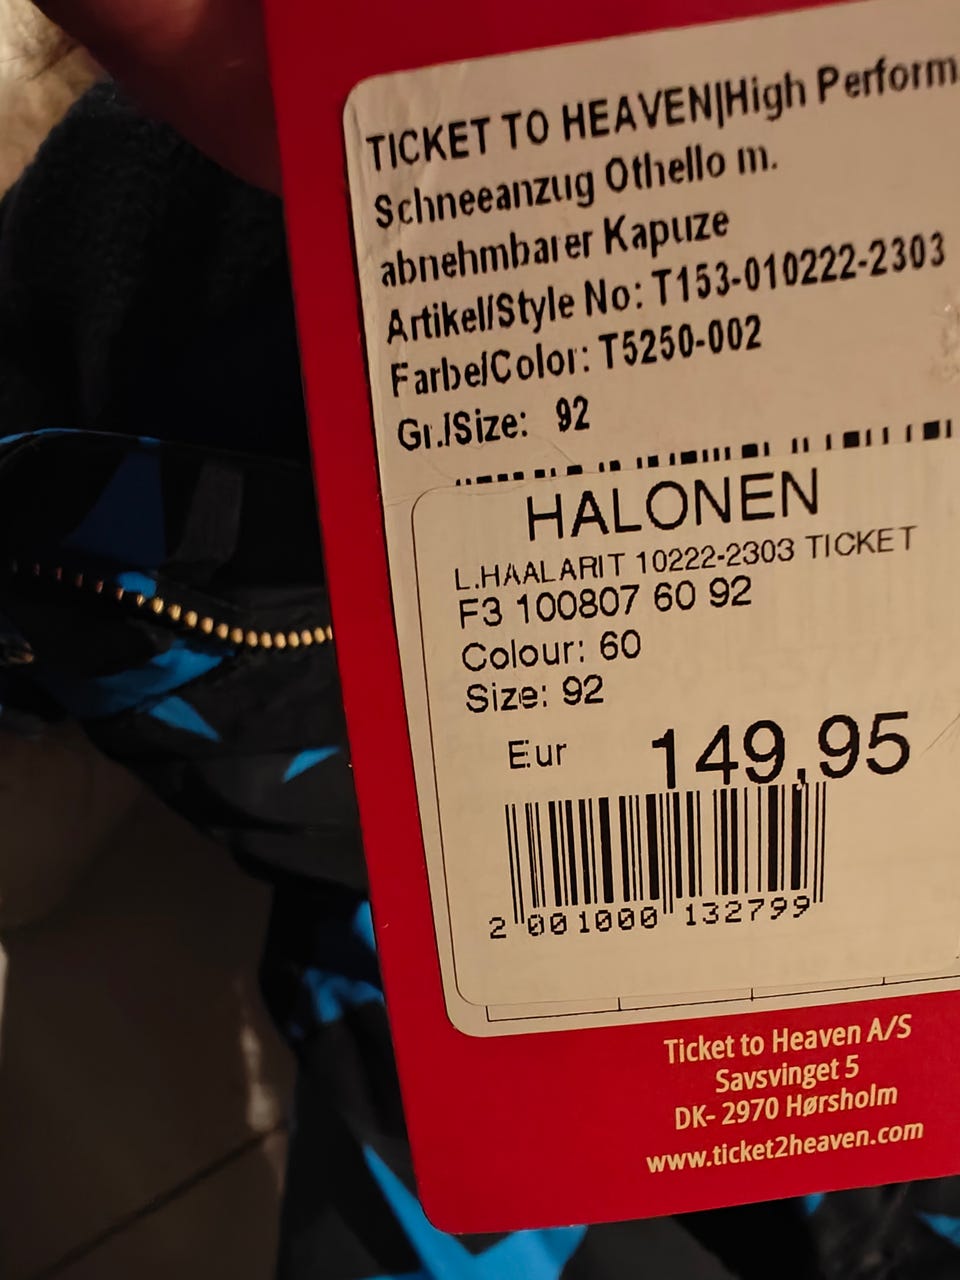 TICKET TO HEAVEN|High Perform
Schneeanzug Othello m.
abnehmbarer Kapuze
Artikel/Style No: T153-010222-2303
Farbe/Color: T5250-002
Gr./Size: 92
HALONEN
L.HAALARIT 10222-2303 TICKET
F3 100807 60 92
Colour: 60
Size: 92
Eur 149,95
2 001000 132799
Ticket to Heaven A/S
Savsvinget 5
DK- 2970 Hørsholm
www.ticket2heaven.com